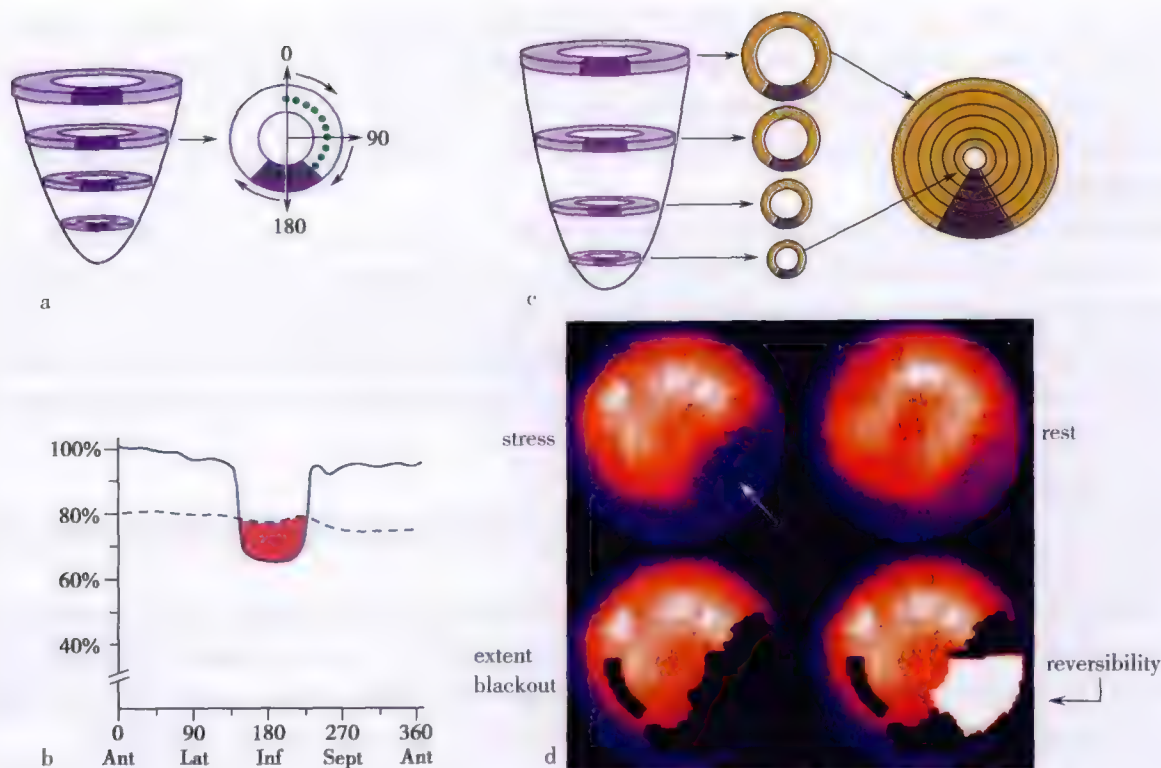 0
90
180
a
c
100%
80%
60%
40%
0 90 180 270 360
Ant Lat Inf Sept Ant
b
stress
rest
extent
blackout
reversibility
d